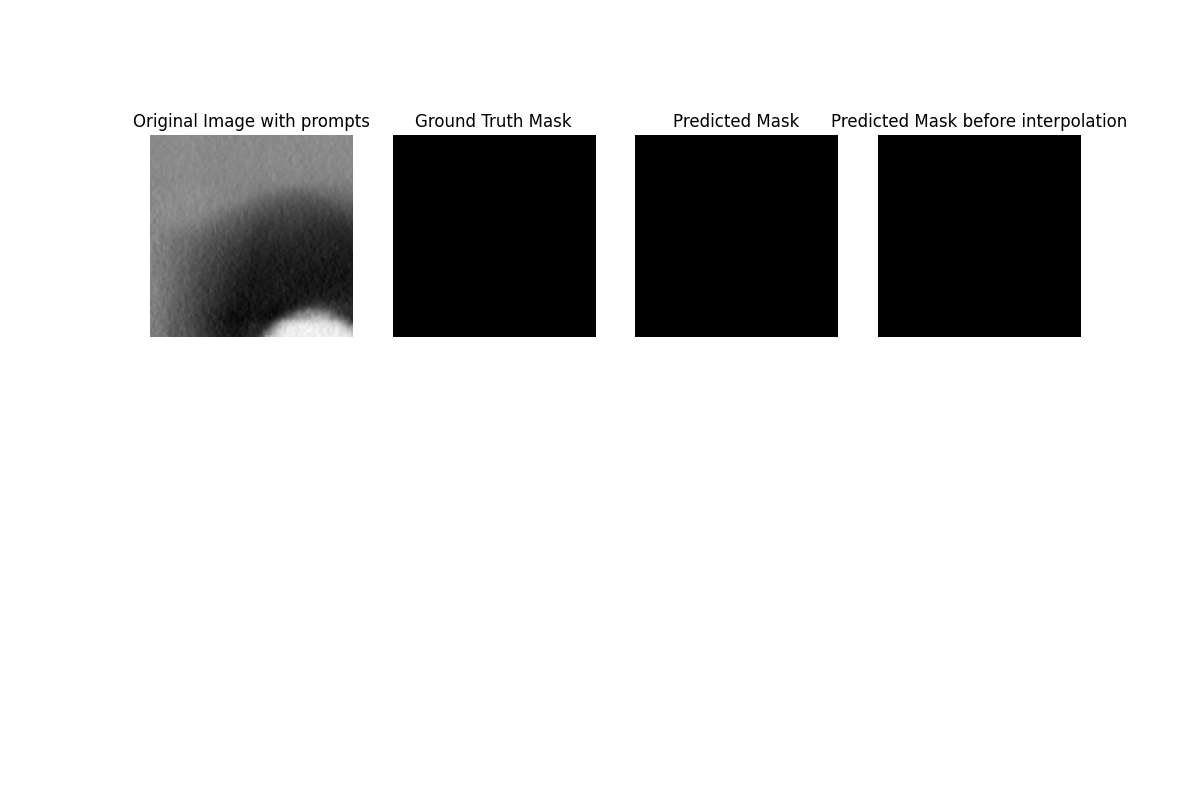 Original Image with prompts
Ground Truth Mask
Predicted Mask
Predicted Mask before interpolation